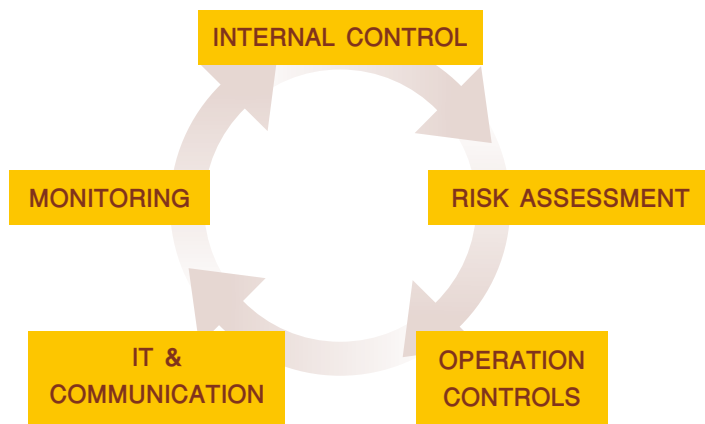 INTERNAL CONTROL
MONITORING
RISK ASSESSMENT
IT &
COMMUNICATION
OPERATION
CONTROLS